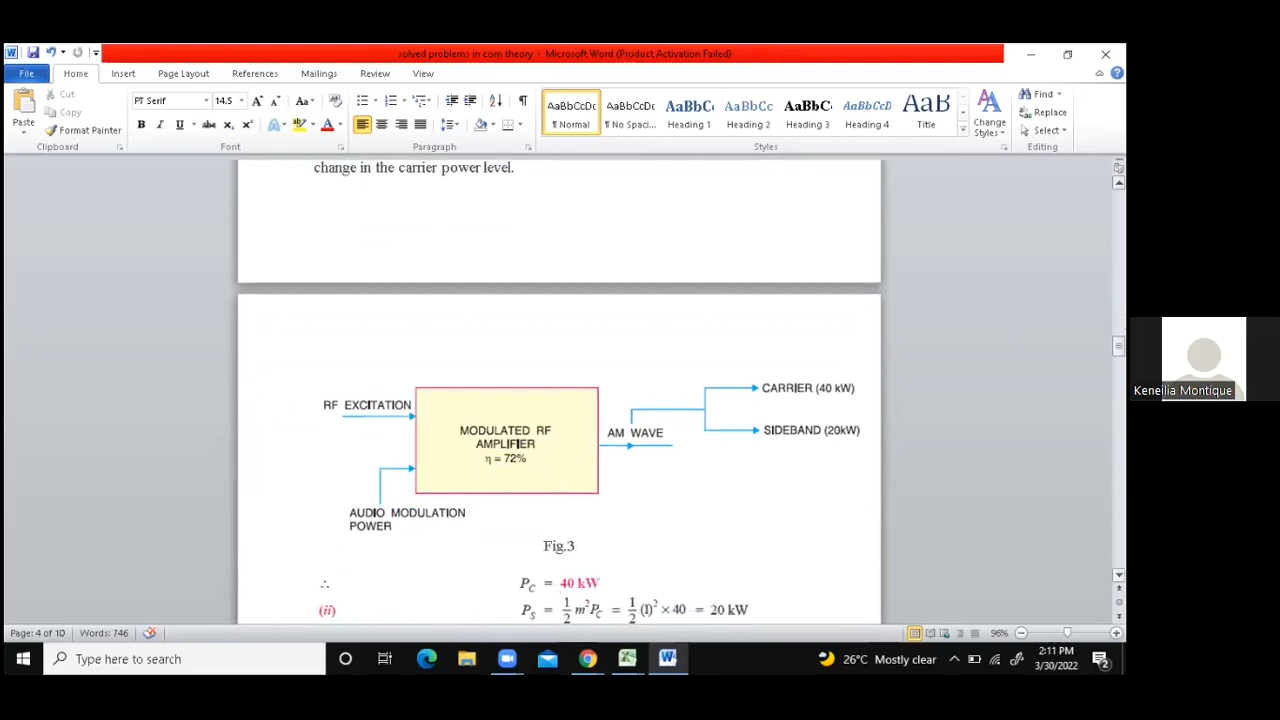 solved problems in com theory - Microsoft Word (Product Activation Failed)
File Home Insert Page Layout References Mailings Review View
Cut
Copy
Paste
Format Painter
Clipboard
PT Serif 14.5
Font
Paragraph
AaBbCcDc AaBbCcDc AaBbC AaBbCc AaBbC AaBbCcD AaB
¶ Normal ¶ No Spaci... Heading 1 Heading 2 Heading 3 Heading 4 Title
Styles
Change Styles
Find
Replace
Select
Editing
change in the carrier power level.
RF EXCITATION
MODULATED RF
AMPLIFIER
η = 72%
AUDIO MODULATION
POWER
AM WAVE
CARRIER (40 kW)
SIDEBAND (20kW)
Fig.3
∴ P_C = 40 kW
(ii) P_S = 1/2 m²P_C = 1/2 (1)² × 40 = 20 kW
Page: 4 of 10 Words: 746 96%
Type here to search
26°C Mostly clear
2:11 PM
3/30/2022
2
Keneilia Montique